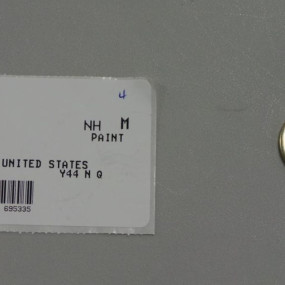 4
NH M
PAINT
UNITED STATES
Y44 N Q
695335